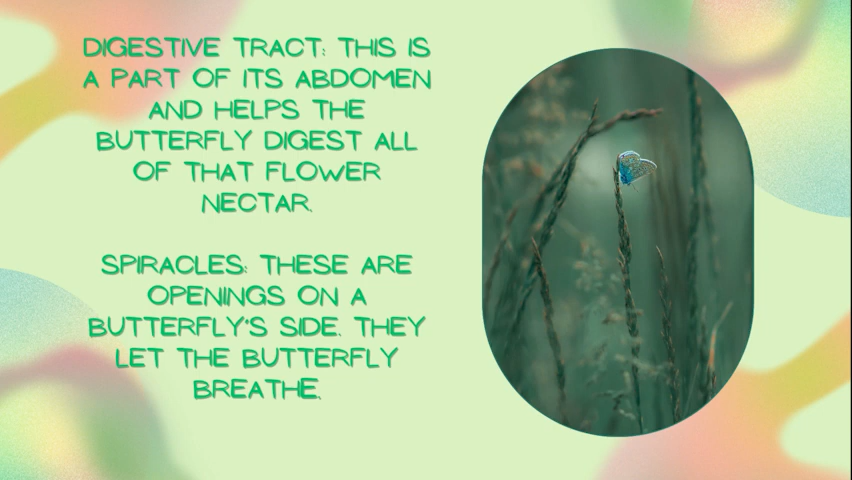 DIGESTIVE TRACT: THIS IS
A PART OF ITS ABDOMEN
AND HELPS THE
BUTTERFLY DIGEST ALL
OF THAT FLOWER
NECTAR.
SPIRACLES: THESE ARE
OPENINGS ON A
BUTTERFLY'S SIDE. THEY
LET THE BUTTERFLY
BREATHE.